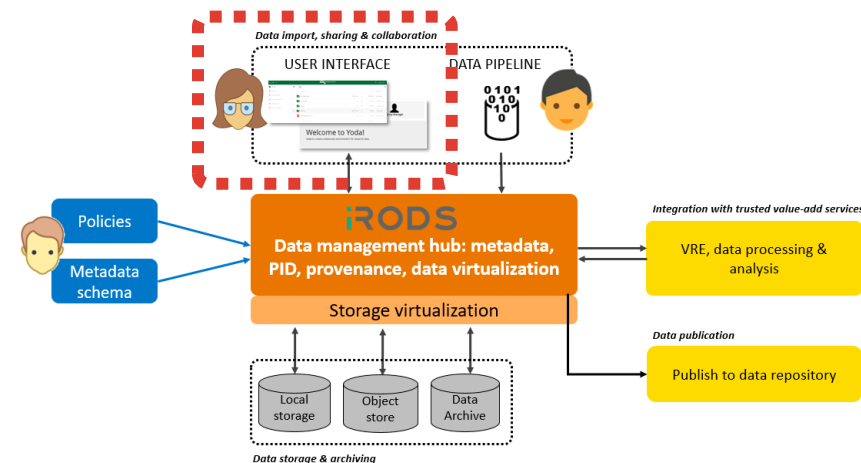 Data import, sharing & collaboration
USER INTERFACE
DATA PIPELINE
Welcome to Yoda!
0101
010
10
0
iRODS
Data management hub: metadata,
PID, provenance, data virtualization
Storage virtualization
Policies
Metadata
schema
Integration with trusted value-add services
VRE, data processing &
analysis
Data publication
Publish to data repository
Local
storage
Object
store
Data
Archive
Data storage & archiving